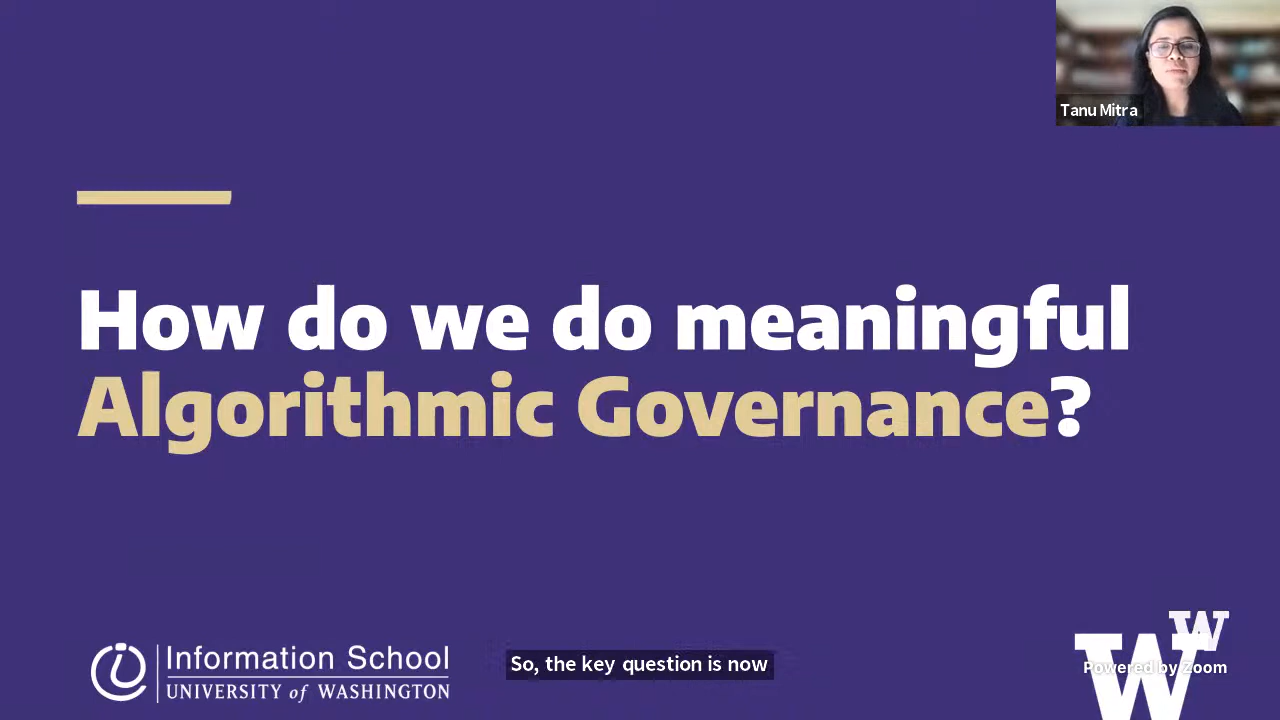 Tanu Mitra
How do we do meaningful
Algorithmic Governance?
Information School
UNIVERSITY of WASHINGTON
So, the key question is now
W
W
Powered by Zoom